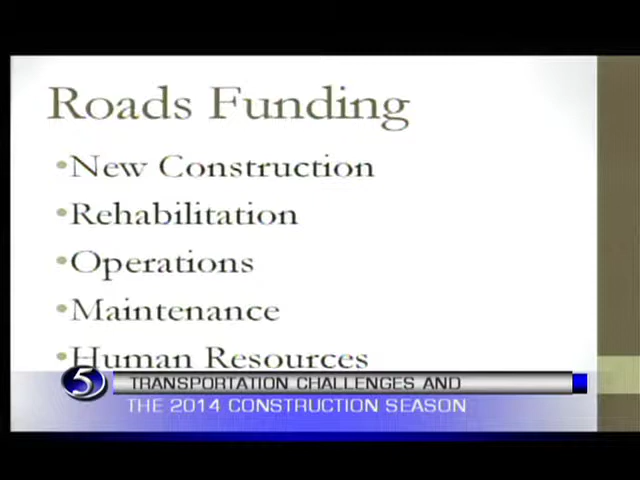 Roads Funding
•New Construction
•Rehabilitation
•Operations
•Maintenance
•Human Resources
5
TRANSPORTATION CHALLENGES AND
THE 2014 CONSTRUCTION SEASON